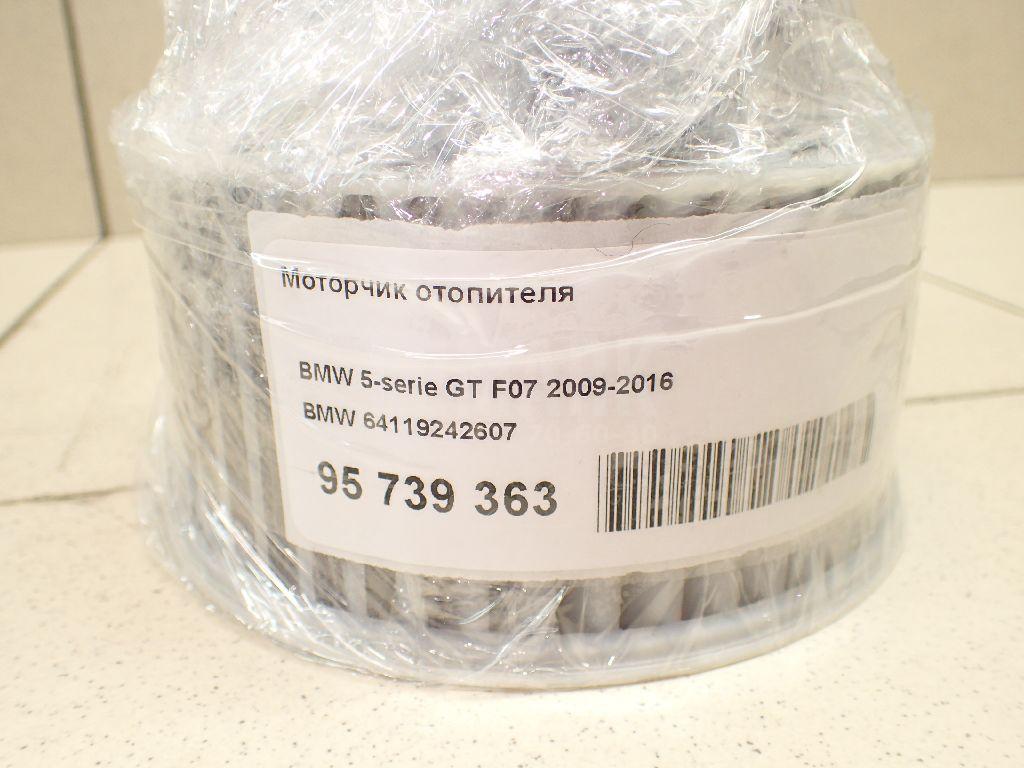 Моторчик отопителя
BMW 5-serie GT F07 2009-2016
BMW 64119242607
95 739 363